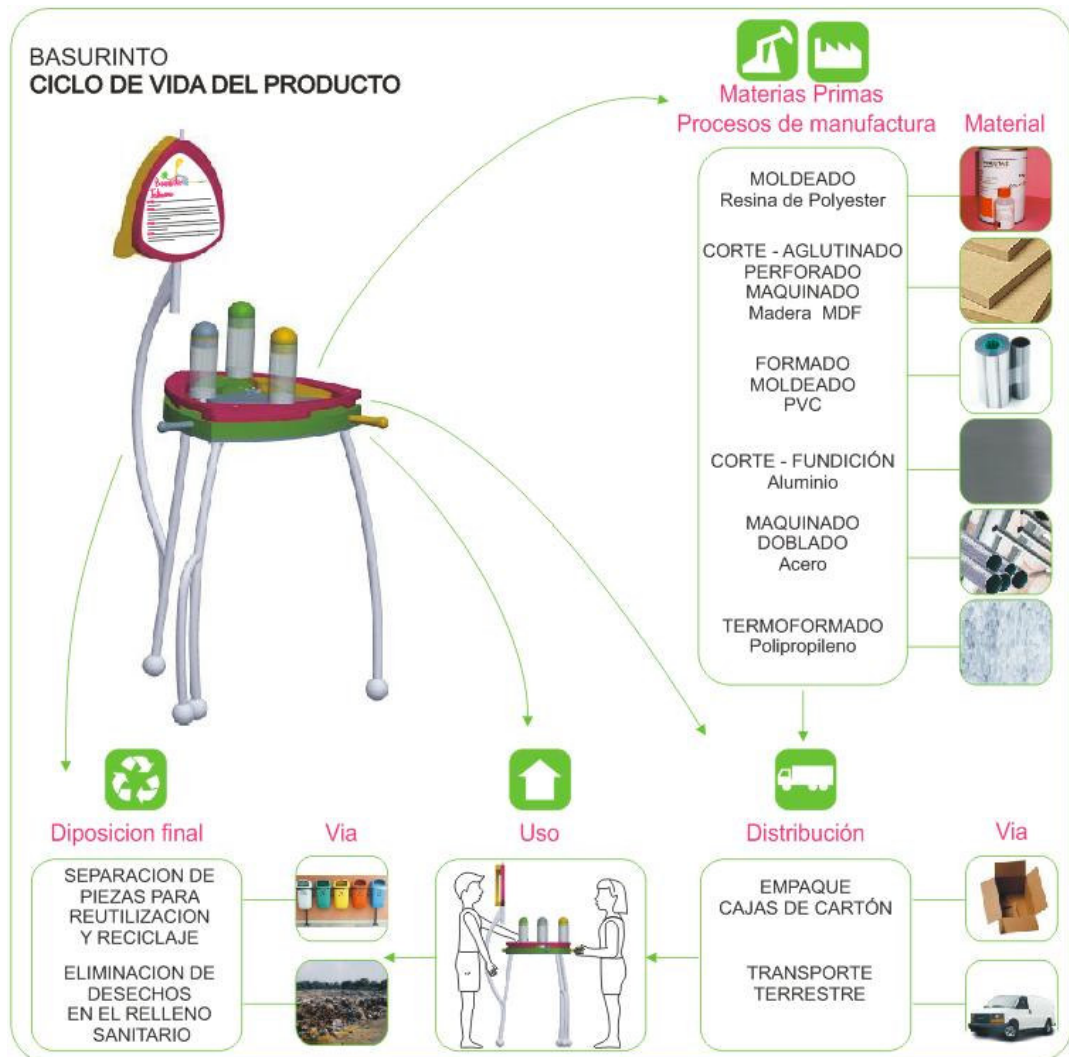 BASURINTO
CICLO DE VIDA DEL PRODUCTO
Materias Primas
Procesos de manufactura
Material
MOLDEADO
Resina de Polyester
CORTE - AGLUTINADO
PERFORADO
MAQUINADO
Madera MDF
FORMADO
MOLDEADO
PVC
CORTE - FUNDICIÓN
Aluminio
MAQUINADO
DOBLADO
Acero
TERMOFORMADO
Polipropileno
Diposicion final
Via
Uso
Distribución
Via
SEPARACION DE
PIEZAS PARA
REUTILIZACION
Y RECICLAJE
ELIMINACION DE
DESECHOS
EN EL RELLENO
SANITARIO
EMPAQUE
CAJAS DE CARTÓN
TRANSPORTE
TERRESTRE